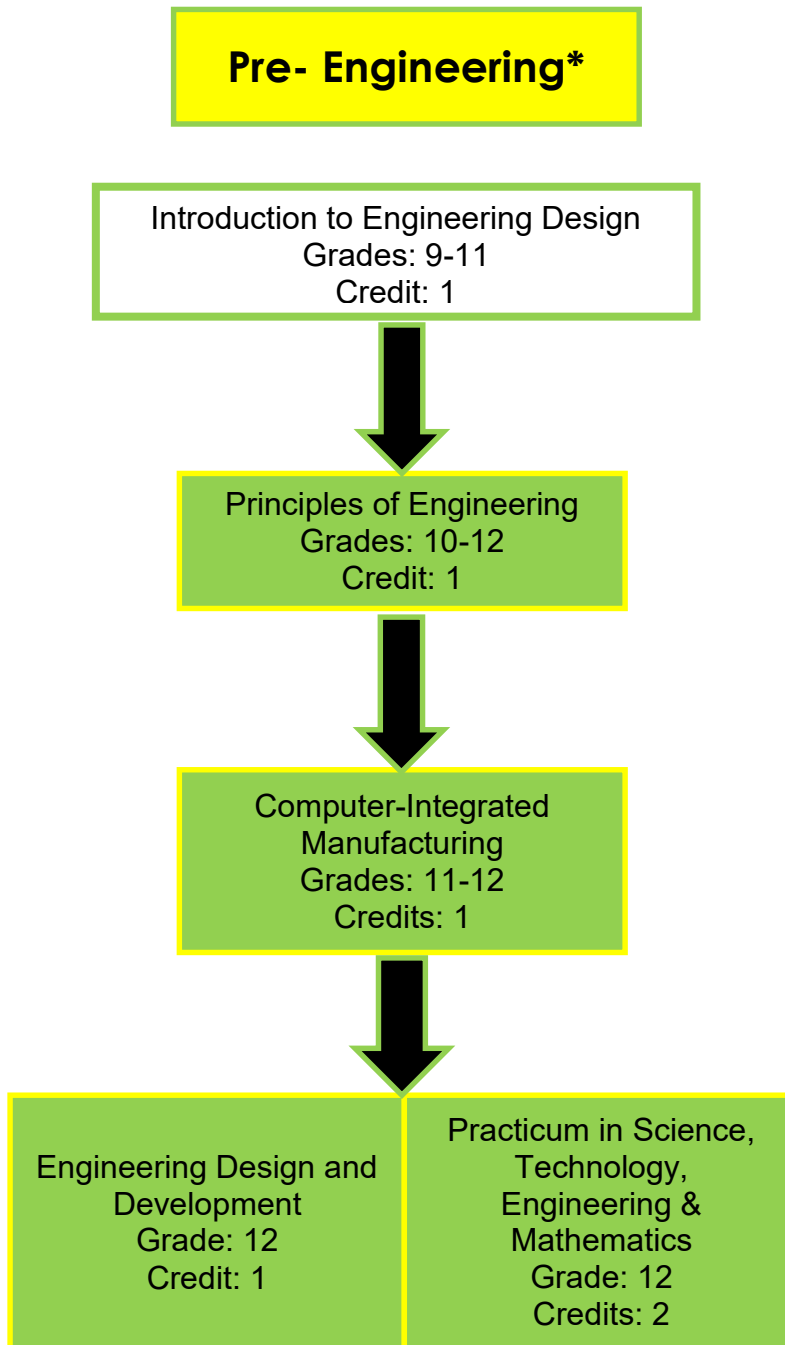 Pre- Engineering*
Introduction to Engineering Design
Grades: 9-11
Credit: 1
Principles of Engineering
Grades: 10-12
Credit: 1
Computer-Integrated
Manufacturing
Grades: 11-12
Credits: 1
Engineering Design and
Development
Grade: 12
Credit: 1
Practicum in Science,
Technology,
Engineering &
Mathematics
Grade: 12
Credits: 2